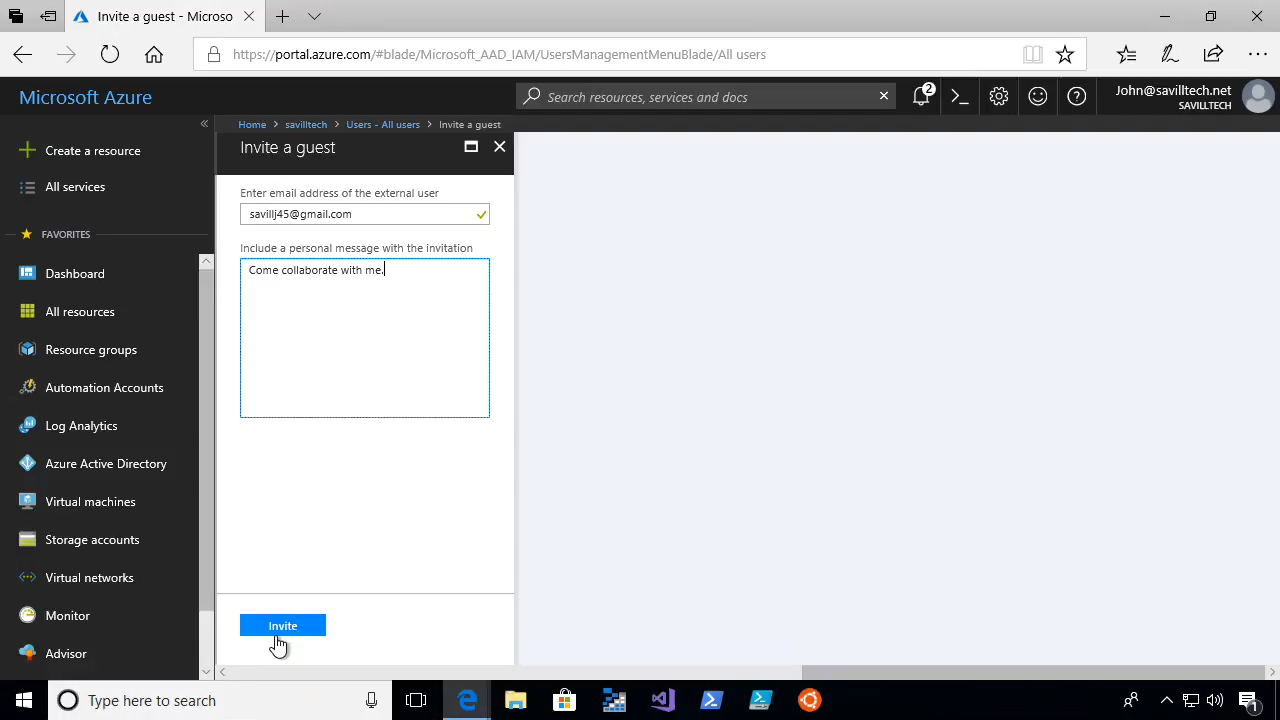 Invite a guest - Microso
https://portal.azure.com/#blade/Microsoft_AAD_IAM/UsersManagementMenuBlade/All users
Microsoft Azure
Search resources, services and docs
2
John@savilltech.net
SAVILLTECH
Home > savilltech > Users - All users > Invite a guest
Create a resource
All services
FAVORITES
Dashboard
All resources
Resource groups
Automation Accounts
Log Analytics
Azure Active Directory
Virtual machines
Storage accounts
Virtual networks
Monitor
Advisor
Invite a guest
Enter email address of the external user
savillj45@gmail.com
Include a personal message with the invitation
Come collaborate with me.
Invite
Type here to search
1